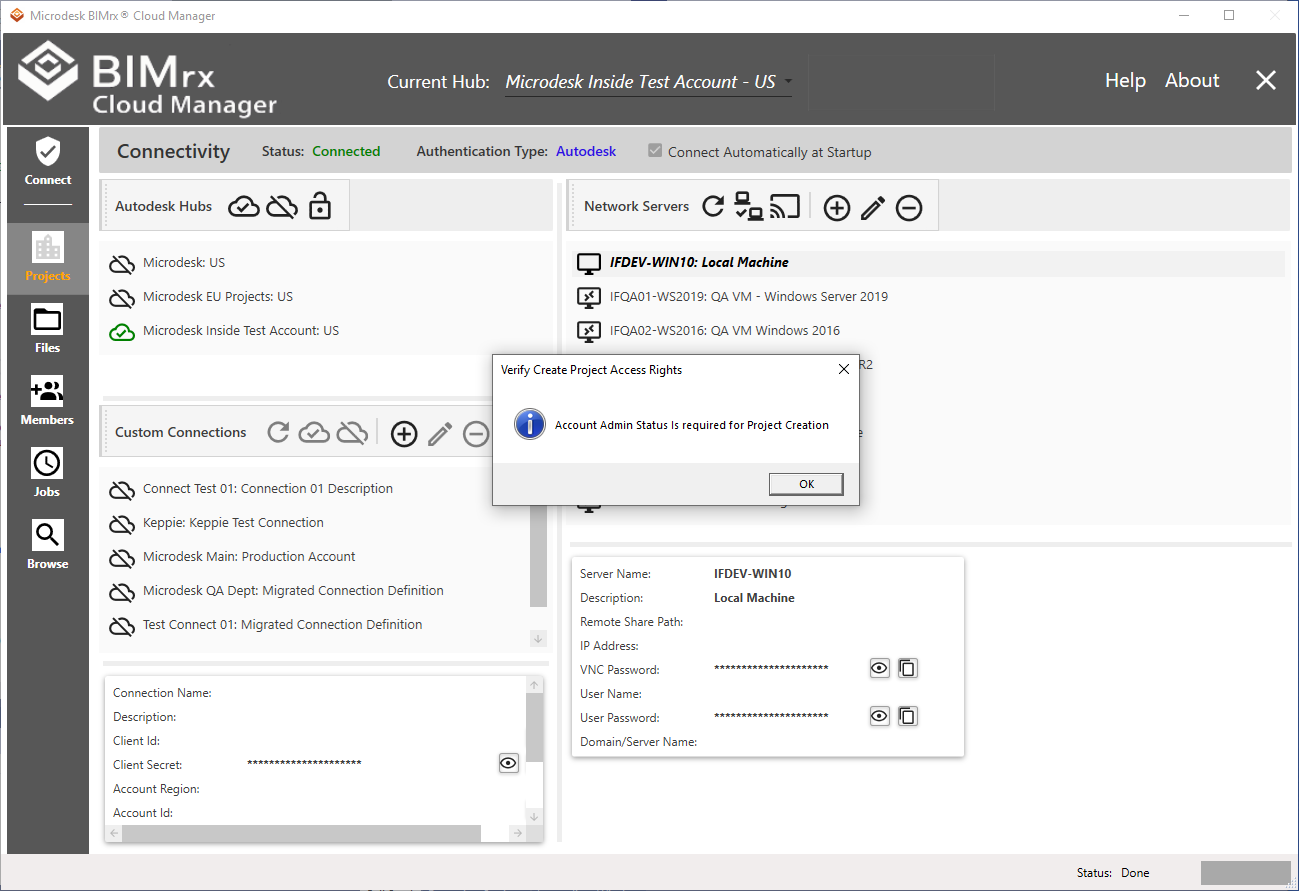 Microdesk BIMrx® Cloud Manager
BIMrx
Cloud Manager
Current Hub: Microdesk Inside Test Account - US
Help About
Connect
Projects
Files
Members
Jobs
Browse
Connectivity Status: Connected Authentication Type: Autodesk Connect Automatically at Startup
Autodesk Hubs
Microdesk: US
Microdesk EU Projects: US
Microdesk Inside Test Account: US
Network Servers
IFDEV-WIN10: Local Machine
IFQA01-WS2019: QA VM - Windows Server 2019
IFQA02-WS2016: QA VM Windows 2016
R2
Verify Create Project Access Rights
Account Admin Status Is required for Project Creation
OK
Custom Connections
Connect Test 01: Connection 01 Description
Keppie: Keppie Test Connection
Microdesk Main: Production Account
Microdesk QA Dept: Migrated Connection Definition
Test Connect 01: Migrated Connection Definition
Connection Name:
Description:
Client Id:
Client Secret: *********************
Account Region:
Account Id:
Server Name: IFDEV-WIN10
Description: Local Machine
Remote Share Path:
IP Address:
VNC Password: *********************
User Name:
User Password: *********************
Domain/Server Name:
Status: Done